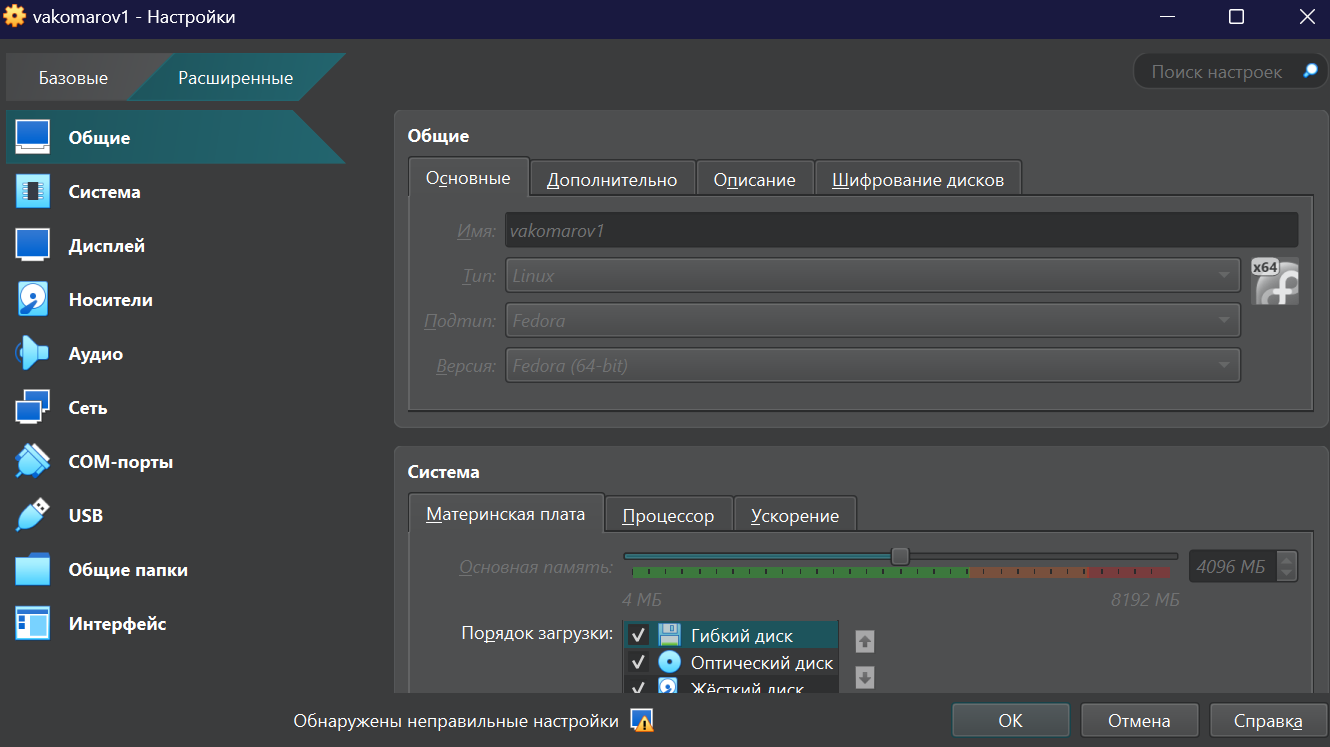 vakomarov1 - Настройки
Базовые Расширенные
Поиск настроек
Общие
Система
Дисплей
Носители
Аудио
Сеть
COM-порты
USB
Общие папки
Интерфейс
Общие
Основные Дополнительно Описание Шифрование дисков
Имя: vakomarov1
Тип: Linux
x64
Подтип: Fedora
Версия: Fedora (64-bit)
Система
Материнская плата Процессор Ускорение
Основная память: 4096 МБ
4 МБ 8192 МБ
Порядок загрузки: Гибкий диск
Оптический диск
Жёсткий диск
Обнаружены неправильные настройки
OK Отмена Справка